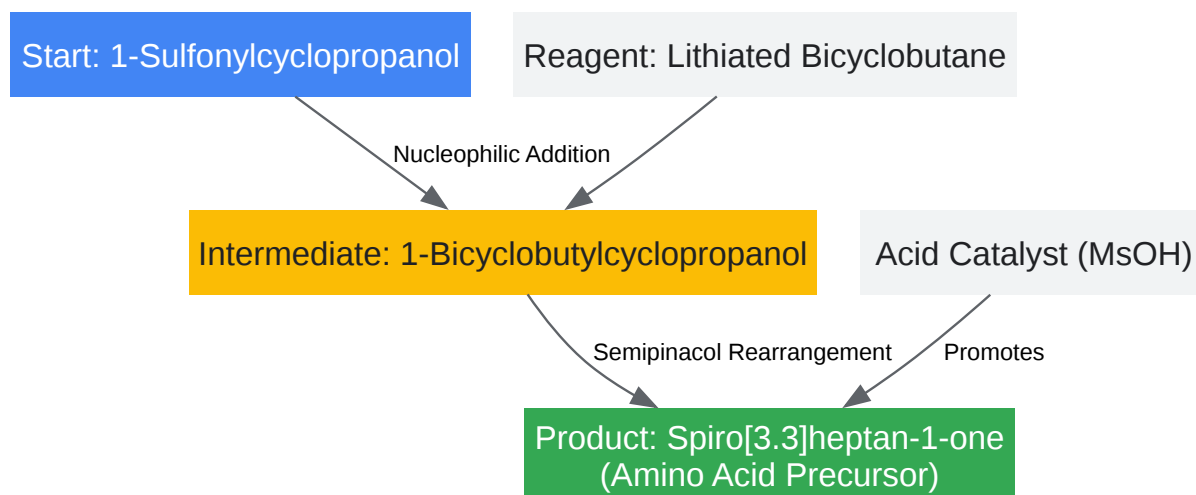 Start: 1-Sulfonylcyclopropanol
Reagent: Lithiated Bicyclobutane
Nucleophilic Addition
Intermediate: 1-Bicyclobutylcyclopropanol
Acid Catalyst (MsOH)
Semipinacol Rearrangement
Promotes
Product: Spiro[3.3]heptan-1-one
(Amino Acid Precursor)